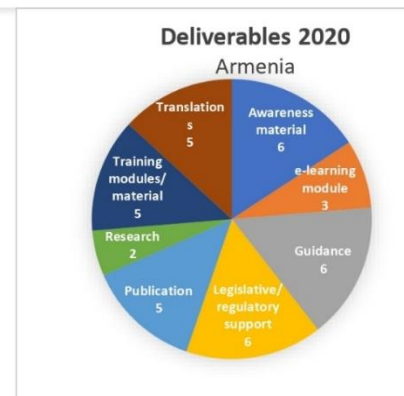 Deliverables 2020
Armenia
Awareness
material
6
e-learning
module
3
Guidance
6
Legislative/
regulatory
support
6
Publication
5
Research
2
Training
modules/
material
5
Translation
s
5